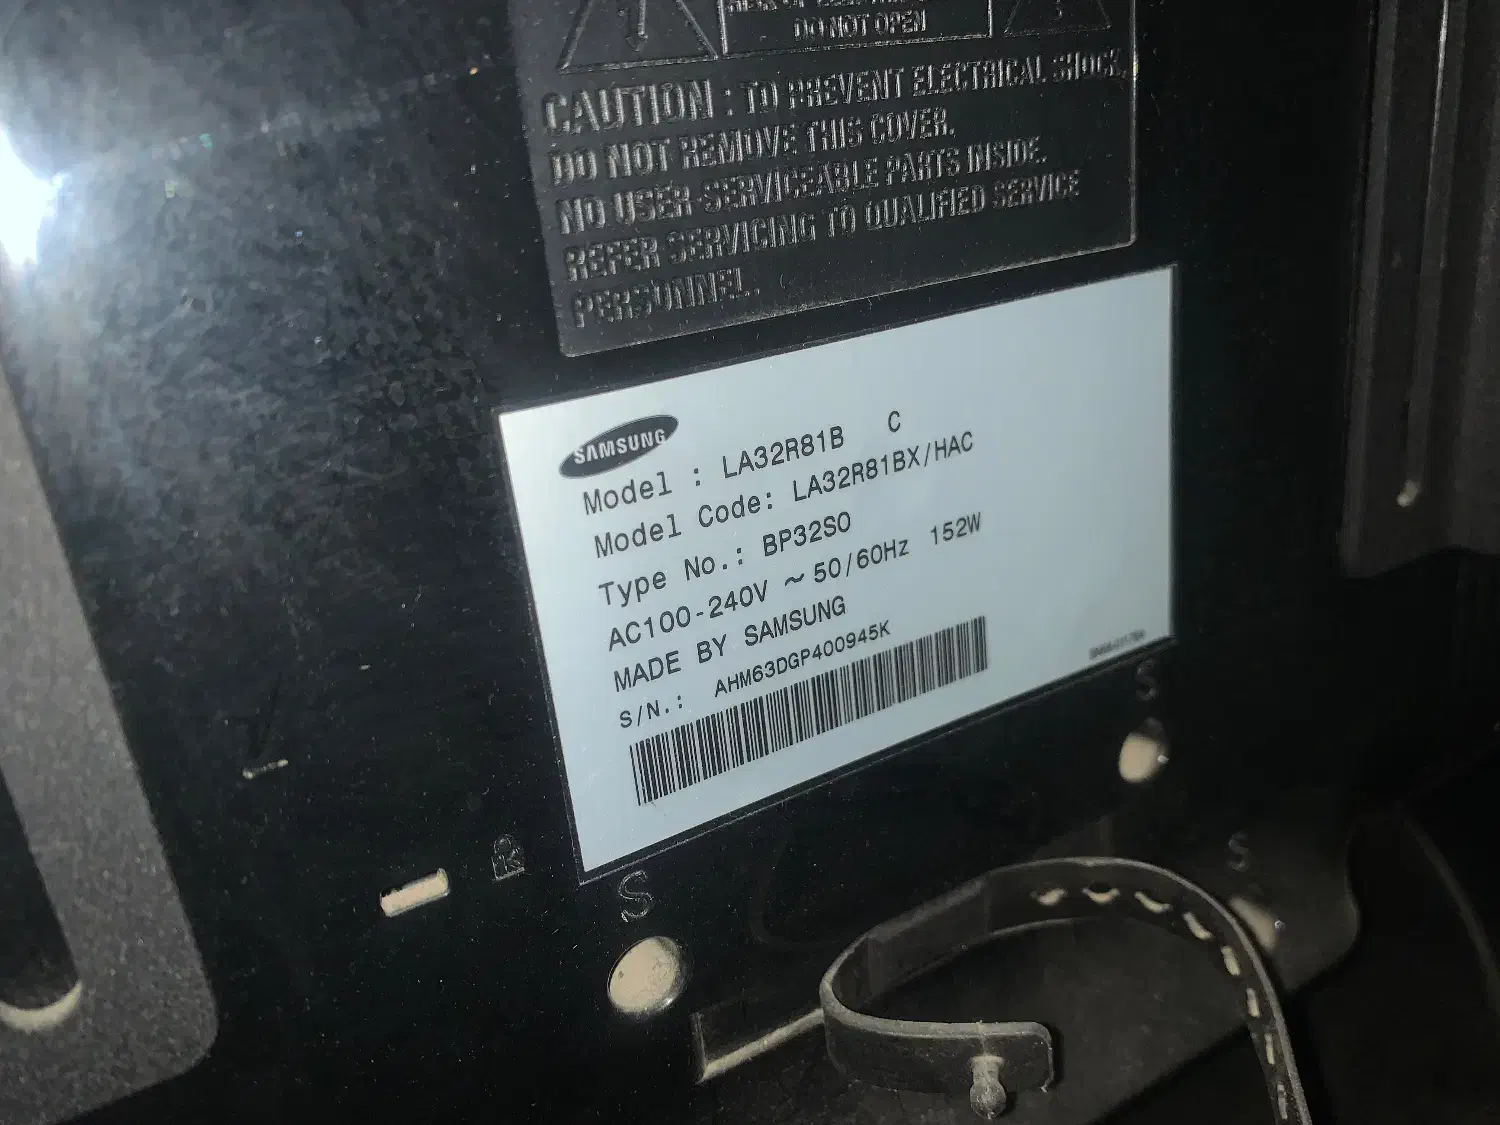 DO NOT OPEN
CAUTION : TO PREVENT ELECTRICAL SHOCK,
DO NOT REMOVE THIS COVER.
NO USER-SERVICEABLE PARTS INSIDE.
REFER SERVICING TO QUALIFIED SERVICE
PERSONNEL.
SAMSUNG
Model : LA32R81B C
Model Code: LA32R81BX/HAC
Type No.: BP32SO
AC100-240V ~ 50/60Hz 152W
MADE BY SAMSUNG
S/N.: AHM63DGP400945K
S
K
S
S